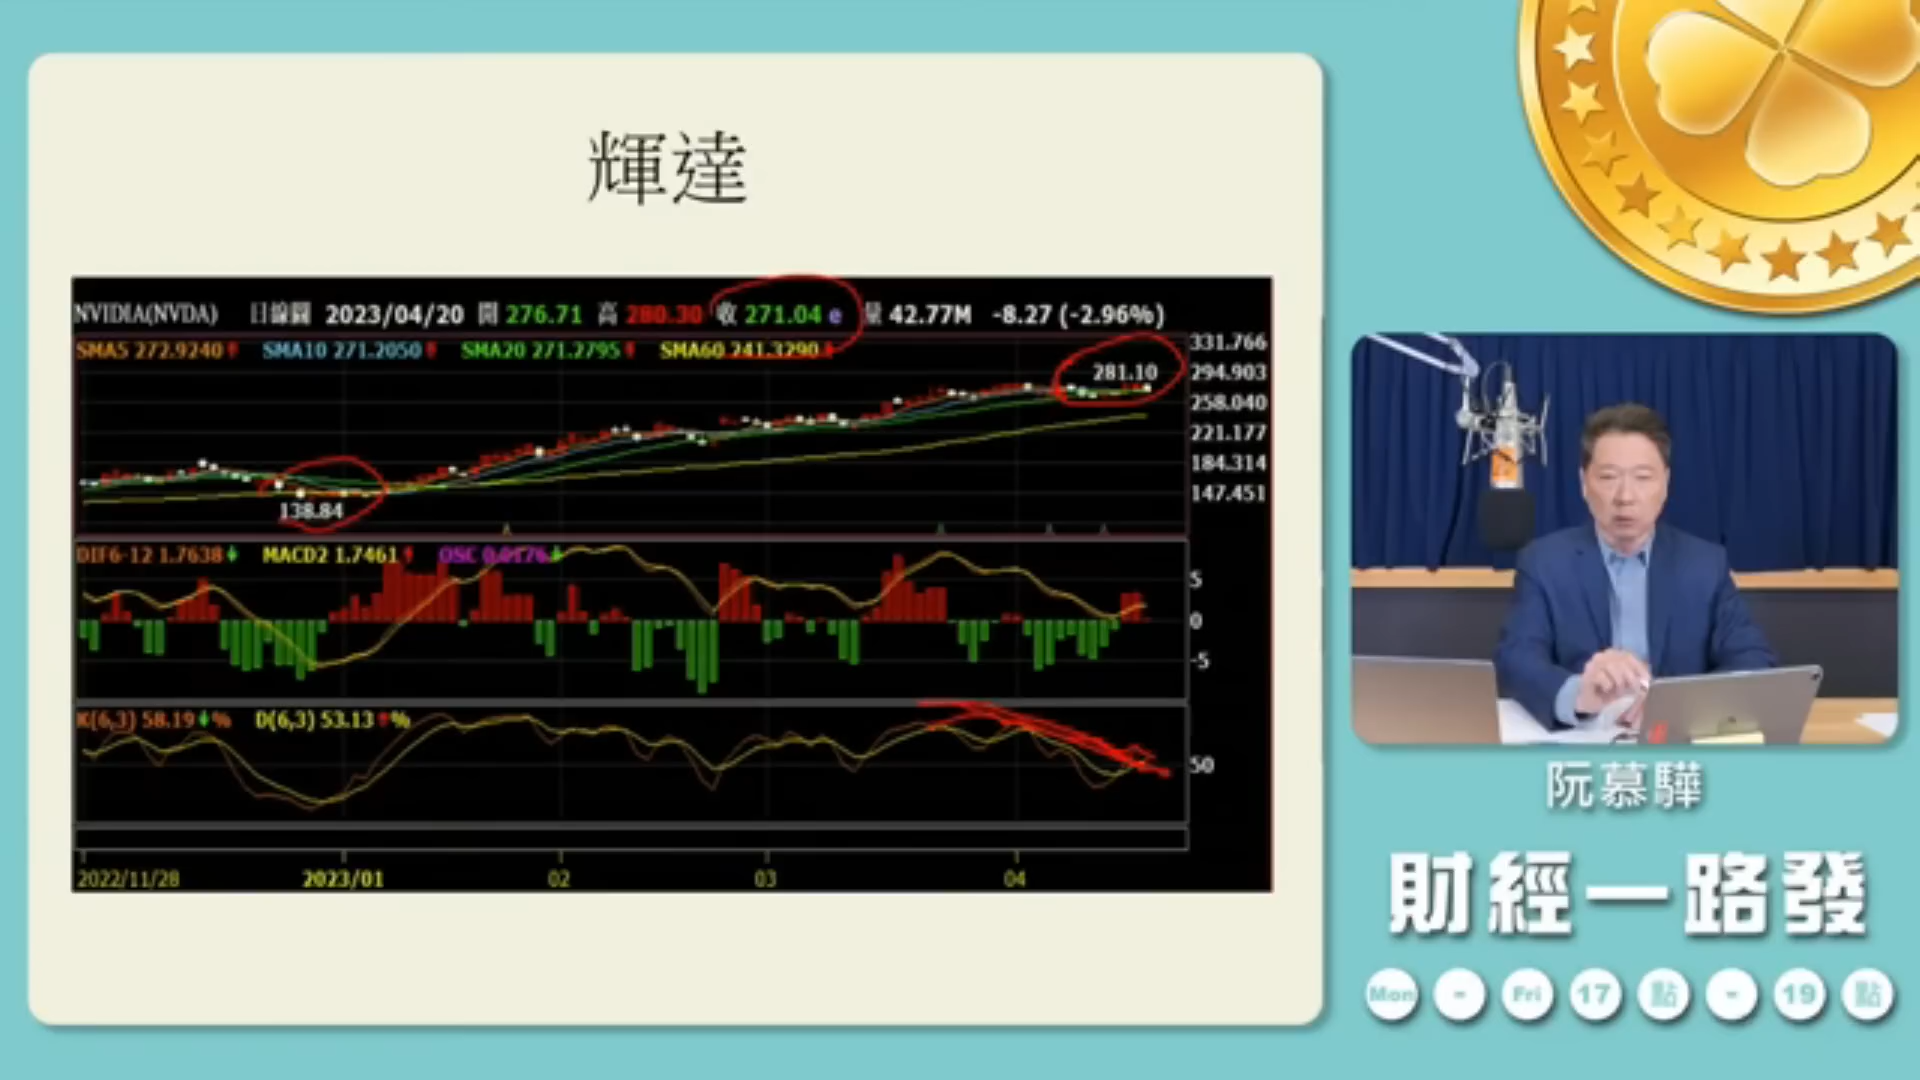 輝達
NVIDIA(NVDA) 日線圖 2023/04/20 開 276.71 高 280.30 收 271.04 e 量 42.77M -8.27 (-2.96%)
SMA5 272.9240↑ SMA10 271.2050↑ SMA20 271.2795↑ SMA60 241.3290↑
331.766
281.10
294.903
258.040
221.177
184.314
147.451
138.84
DIF6-12 1.7638↓ MACD2 1.7461↑ OSC 0.0176↓
5
0
-5
K(6,3) 58.19↓% D(6,3) 53.13↑%
50
2022/11/28 2023/01 02 03 04
阮慕驊
財經一路發
Mon - Fri 17 點 - 19 點